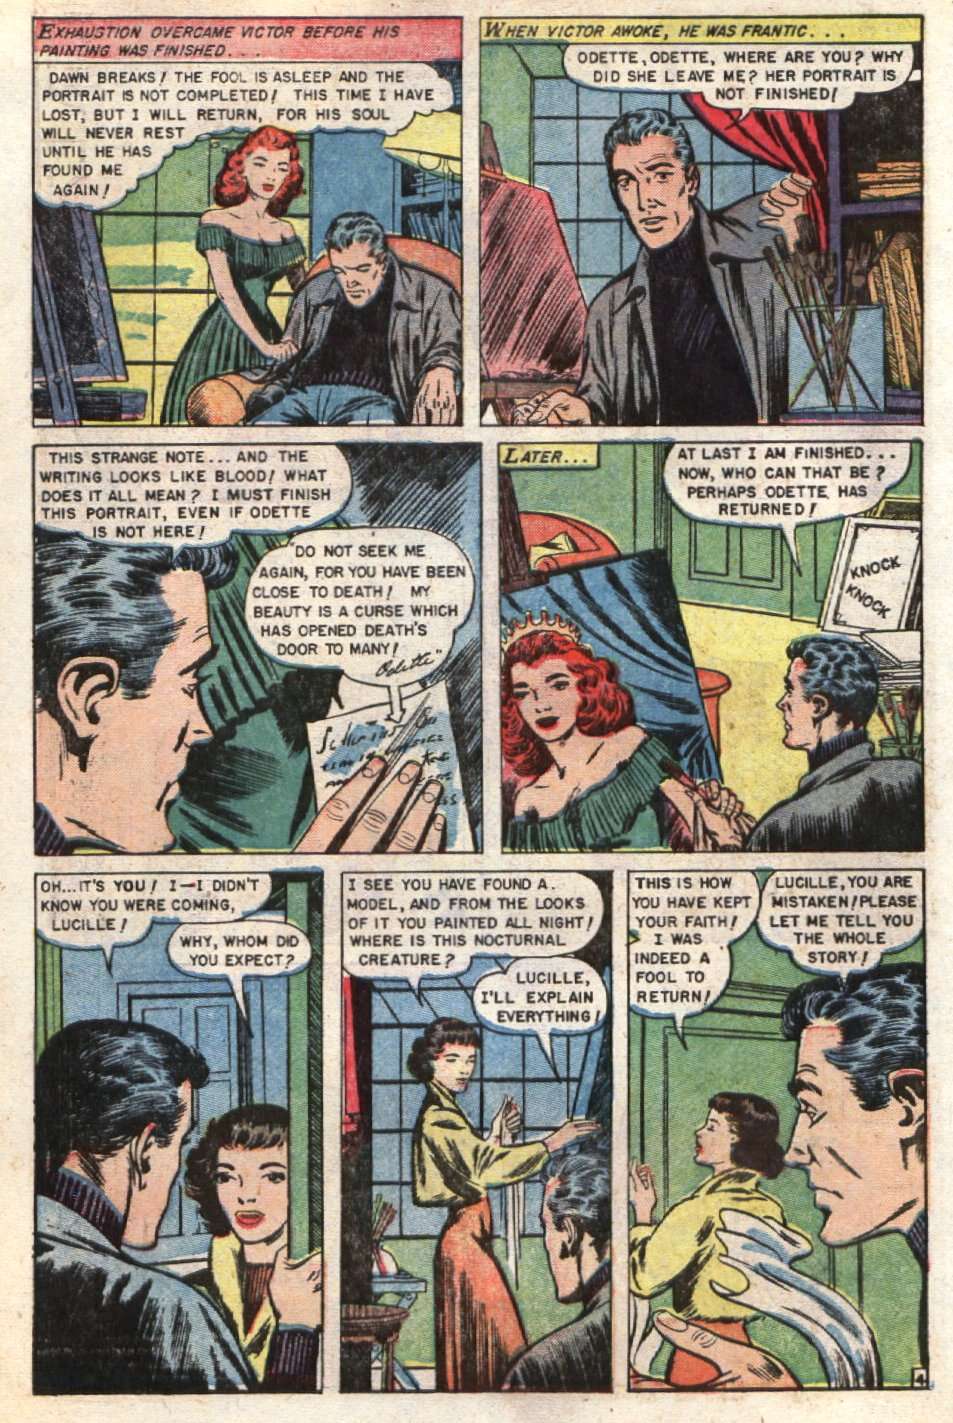 EXHAUSTION OVERCAME VICTOR BEFORE HIS
PAINTING WAS FINISHED...
DAWN BREAKS! THE FOOL IS ASLEEP AND THE
PORTRAIT IS NOT COMPLETED! THIS TIME I HAVE
LOST, BUT I WILL RETURN, FOR HIS SOUL
WILL NEVER REST
UNTIL HE HAS
FOUND ME
AGAIN!
WHEN VICTOR AWOKE, HE WAS FRANTIC...
ODETTE, ODETTE, WHERE ARE YOU? WHY
DID SHE LEAVE ME? HER PORTRAIT IS
NOT FINISHED!
THIS STRANGE NOTE... AND THE
WRITING LOOKS LIKE BLOOD! WHAT
DOES IT ALL MEAN? I MUST FINISH
THIS PORTRAIT, EVEN IF ODETTE
IS NOT HERE!
"DO NOT SEEK ME
AGAIN, FOR YOU HAVE BEEN
CLOSE TO DEATH! MY
BEAUTY IS A CURSE WHICH
HAS OPENED DEATH'S
DOOR TO MANY!
Odette"
LATER...
AT LAST I AM FINISHED...
NOW, WHO CAN THAT BE?
PERHAPS ODETTE HAS
RETURNED!
KNOCK
KNOCK
OH...IT'S YOU! I-I DIDN'T
KNOW YOU WERE COMING,
LUCILLE!
WHY, WHOM DID
YOU EXPECT?
I SEE YOU HAVE FOUND A
MODEL, AND FROM THE LOOKS
OF IT YOU PAINTED ALL NIGHT!
WHERE IS THIS NOCTURNAL
CREATURE?
LUCILLE,
I'LL EXPLAIN
EVERYTHING!
THIS IS HOW
YOU HAVE KEPT
YOUR FAITH!
I WAS
INDEED A
FOOL TO
RETURN!
LUCILLE, YOU ARE
MISTAKEN! PLEASE
LET ME TELL YOU
THE WHOLE
STORY!
4